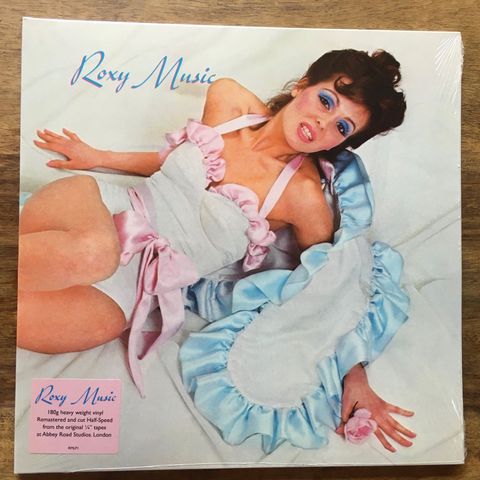 Roxy Music
Roxy Music
180g heavy weight vinyl
Remastered and cut Half-Speed
from the original ¼" tapes
at Abbey Road Studios, London
RMLP1